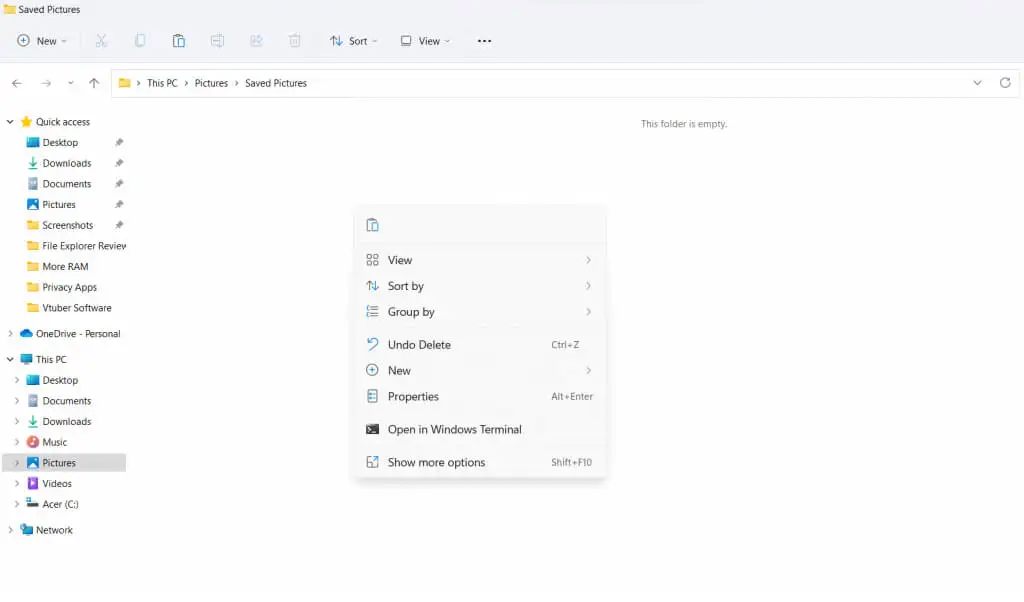 Saved Pictures
New
Sort
View
This PC > Pictures > Saved Pictures
This folder is empty.
Quick access
Desktop
Downloads
Documents
Pictures
Screenshots
File Explorer Review
More RAM
Privacy Apps
Vtuber Software
OneDrive - Personal
This PC
Desktop
Documents
Downloads
Music
Pictures
Videos
Acer (C:)
Network
View
Sort by
Group by
Undo Delete Ctrl+Z
New
Properties Alt+Enter
Open in Windows Terminal
Show more options Shift+F10